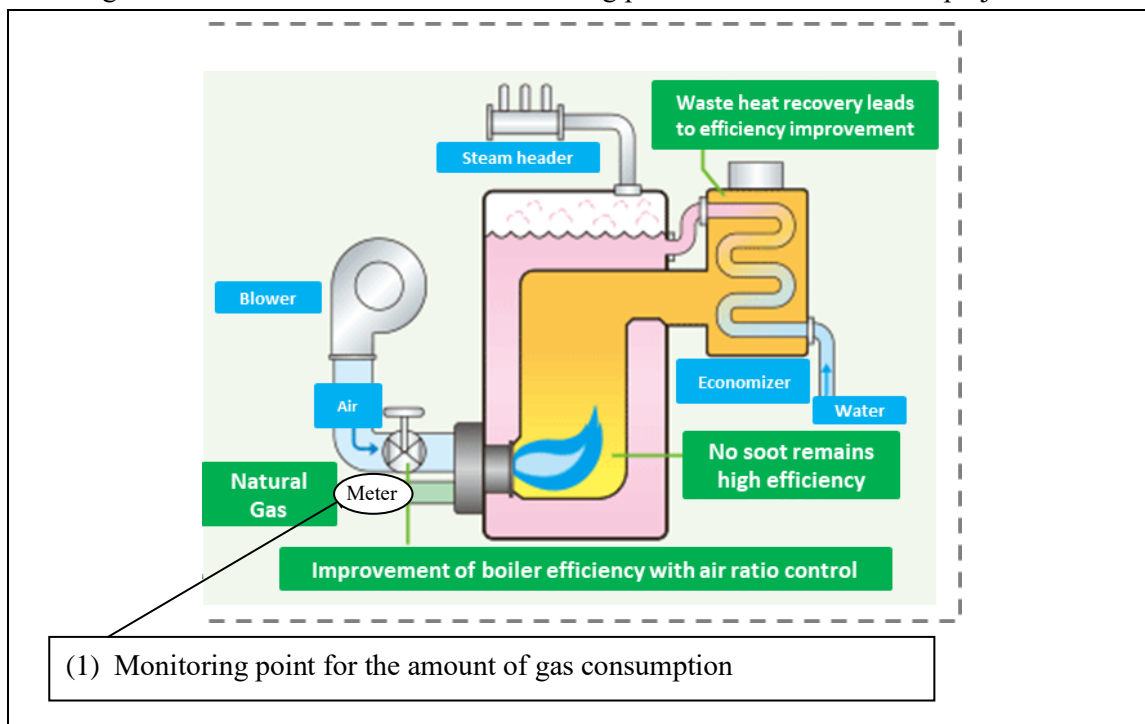 Waste heat recovery leads
to efficiency improvement
Steam header
Blower
Economizer
Air
Water
No soot remains
high efficiency
Natural
Gas
Meter
Improvement of boiler efficiency with air ratio control
(1) Monitoring point for the amount of gas consumption